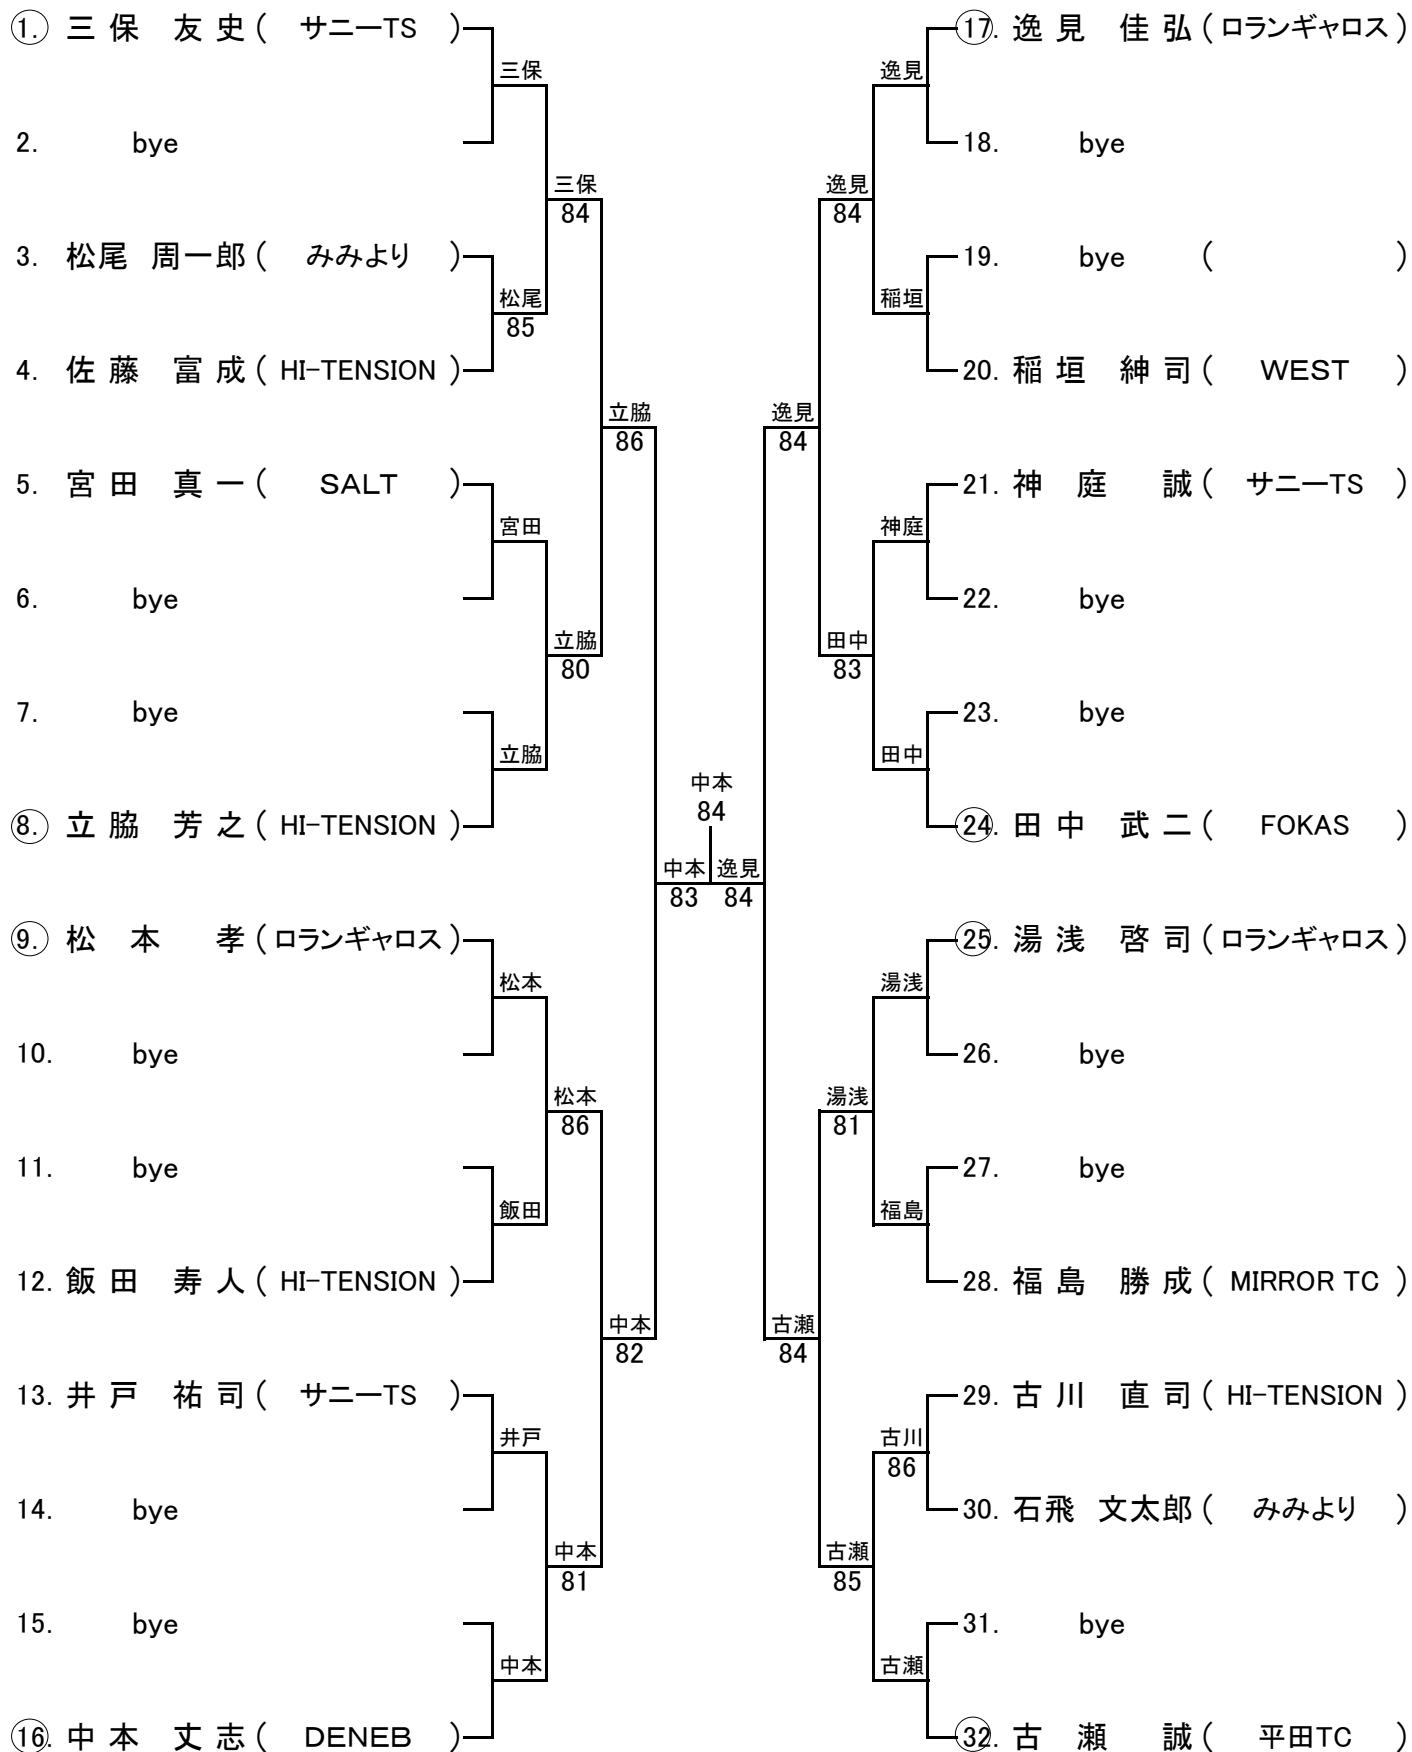 1. 三保 友史 ( サニーTS )
三保
2. bye
三保
84
3. 松尾 周一郎 ( みみより )
松尾
85
4. 佐藤 富成 ( HI-TENSION )
立脇
86
5. 宮田 真一 ( SALT )
宮田
6. bye
立脇
80
7. bye
立脇
8. 立脇 芳之 ( HI-TENSION )
中本
83
9. 松本 孝 ( ロランギャロス )
松本
10. bye
松本
86
11. bye
飯田
12. 飯田 寿人 ( HI-TENSION )
中本
82
13. 井戸 祐司 ( サニーTS )
井戸
14. bye
中本
81
15. bye
中本
16. 中本 丈志 ( DENEB )
中本
84
17. 逸見 佳弘 ( ロランギャロス )
逸見
18. bye
逸見
84
19. bye ( )
稲垣
20. 稲垣 紳司 ( WEST )
逸見
84
21. 神庭 誠 ( サニーTS )
神庭
22. bye
田中
83
23. bye
田中
24. 田中 武二 ( FOKAS )
逸見
84
25. 湯浅 啓司 ( ロランギャロス )
湯浅
26. bye
湯浅
81
27. bye
福島
28. 福島 勝成 ( MIRROR TC )
古瀬
84
29. 古川 直司 ( HI-TENSION )
古川
86
30. 石飛 文太郎 ( みみより )
古瀬
85
31. bye
古瀬
32. 古瀬 誠 ( 平田TC )